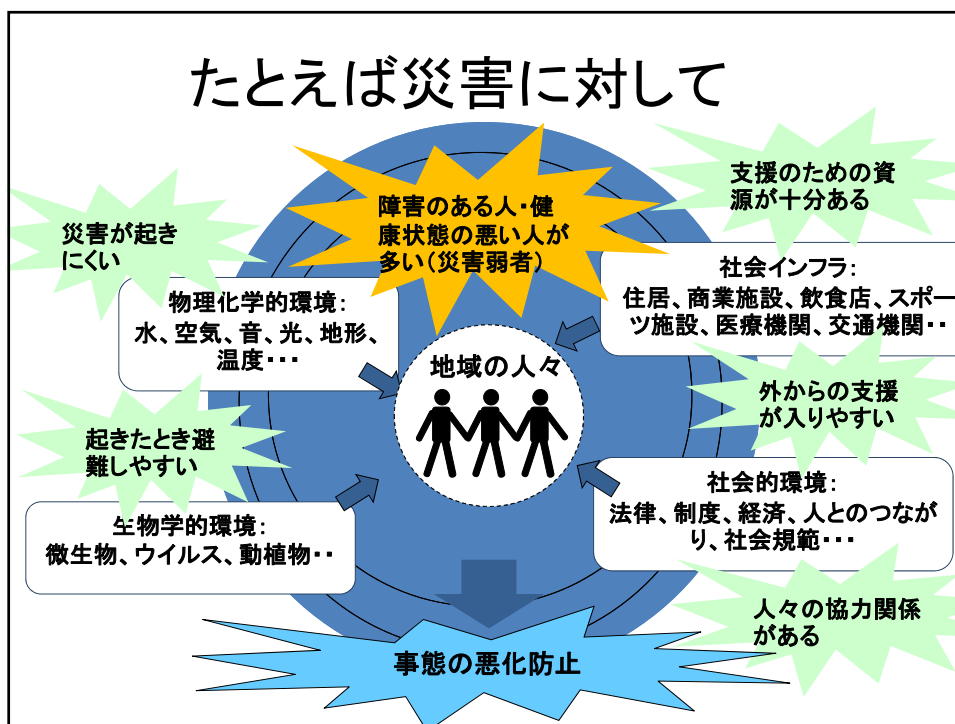 たとえば災害に対して
支援のための資
源が十分ある
障害のある人・健
康状態の悪い人が
多い(災害弱者)
災害が起き
にくい
社会インフラ:
住居、商業施設、飲食店、スポー
ツ施設、医療機関、交通機関・・
物理化学的環境:
水、空気、音、光、地形、
温度・・・
地域の人々
外からの支援
が入りやすい
起きたとき避
難しやすい
社会的環境:
法律、制度、経済、人とのつなが
り、社会規範・・・
生物学的環境:
微生物、ウイルス、動植物・・
人々の協力関係
がある
事態の悪化防止